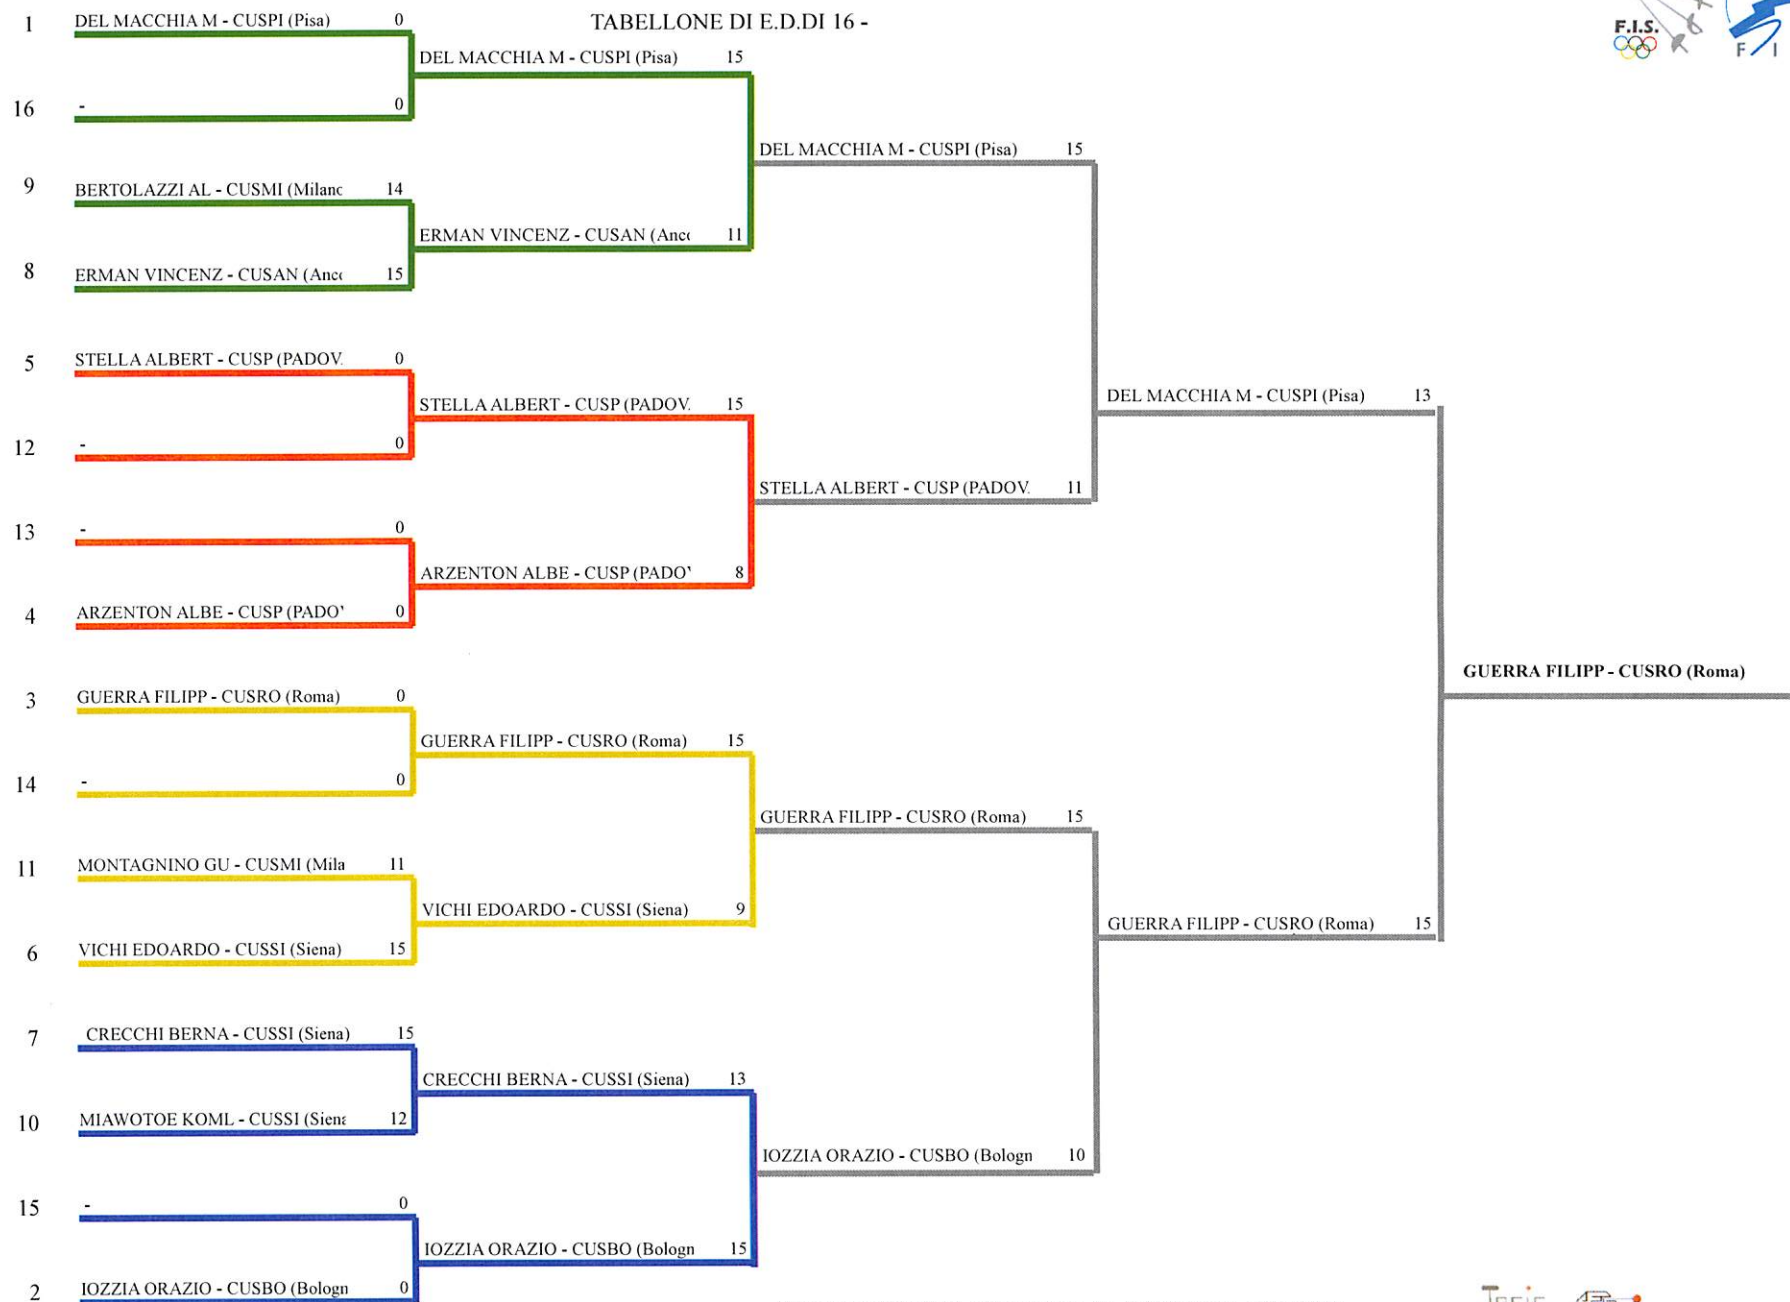 TABELLONE DI E.D.DI 16 -
F.I.S.
F I
1 DEL MACCHIA M - CUSPI (Pisa) 0
DEL MACCHIA M - CUSPI (Pisa) 15
16 - 0
DEL MACCHIA M - CUSPI (Pisa) 15
9 BERTOLAZZI AL - CUSMI (Milanc 14
ERMAN VINCENZ - CUSAN (Anc 11
8 ERMAN VINCENZ - CUSAN (Anc 15
5 STELLA ALBERT - CUSP (PADOV. 0
DEL MACCHIA M - CUSPI (Pisa) 13
STELLA ALBERT - CUSP (PADOV. 15
12 - 0
STELLA ALBERT - CUSP (PADOV. 11
13 - 0
ARZENTON ALBE - CUSP (PADO' 8
4 ARZENTON ALBE - CUSP (PADO' 0
GUERRA FILIPP - CUSRO (Roma)
3 GUERRA FILIPP - CUSRO (Roma) 0
GUERRA FILIPP - CUSRO (Roma) 15
14 - 0
GUERRA FILIPP - CUSRO (Roma) 15
11 MONTAGNINO GU - CUSMI (Mila 11
VICHI EDOARDO - CUSSI (Siena) 9
GUERRA FILIPP - CUSRO (Roma) 15
6 VICHI EDOARDO - CUSSI (Siena) 15
7 CRECCHI BERNA - CUSSI (Siena) 15
CRECCHI BERNA - CUSSI (Siena) 13
10 MIAWOTOE KOML - CUSSI (Siena 12
IOZZIA ORAZIO - CUSBO (Bologn 10
15 - 0
IOZZIA ORAZIO - CUSBO (Bologn 15
2 IOZZIA ORAZIO - CUSBO (Bologn 0